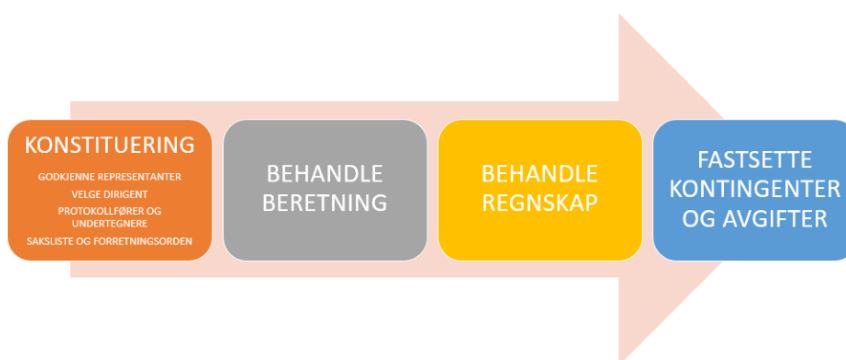 KONSTITUERING
GODKJENNE REPRESENTANTER
VELGE DIRIGENT
PROTOKOLLFØRER OG
UNDERTEGNERE
SAKSLISTE OG FORRETNINGSORDEN
BEHANDLE
BERETNING
BEHANDLE
REGNSKAP
FASTSETTE
KONTINGENTER
OG AVGIFTER